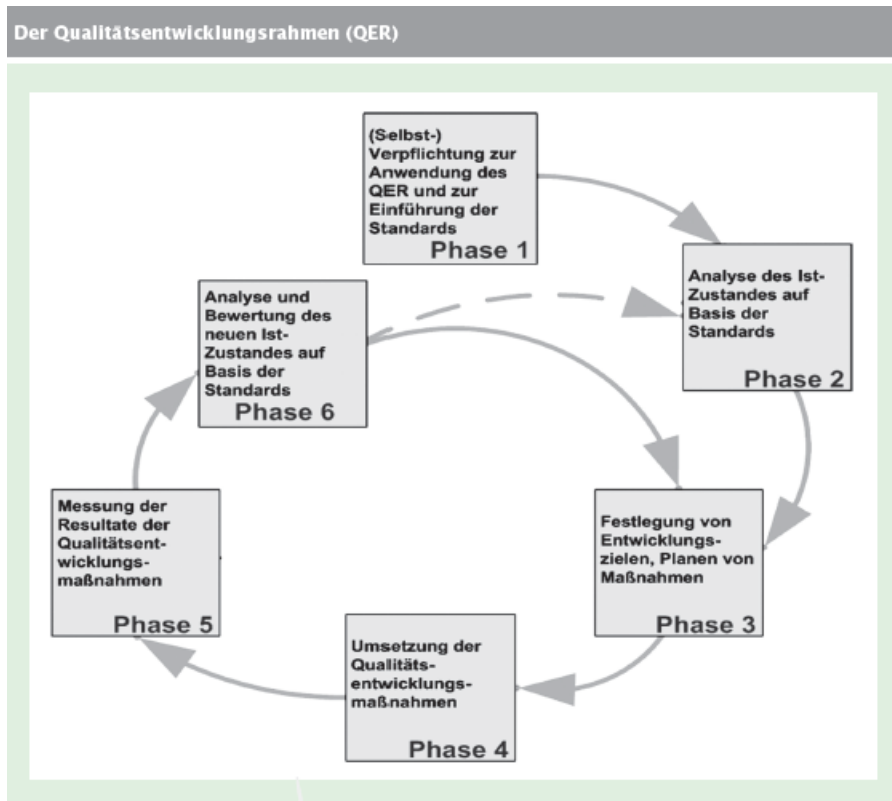 Der Qualitätsentwicklungsrahmen (QER)
(Selbst-)
Verpflichtung zur
Anwendung des
QER und zur
Einführung der
Standards
Phase 1
Analyse des Ist-
Zustandes auf
Basis der
Standards
Phase 2
Festlegung von
Entwicklungs-
zielen, Planen von
Maßnahmen
Phase 3
Umsetzung der
Qualitäts-
entwicklungs-
maßnahmen
Phase 4
Messung der
Resultate der
Qualitätsent-
wicklungs-
maßnahmen
Phase 5
Analyse und
Bewertung des
neuen Ist-
Zustandes auf
Basis der
Standards
Phase 6